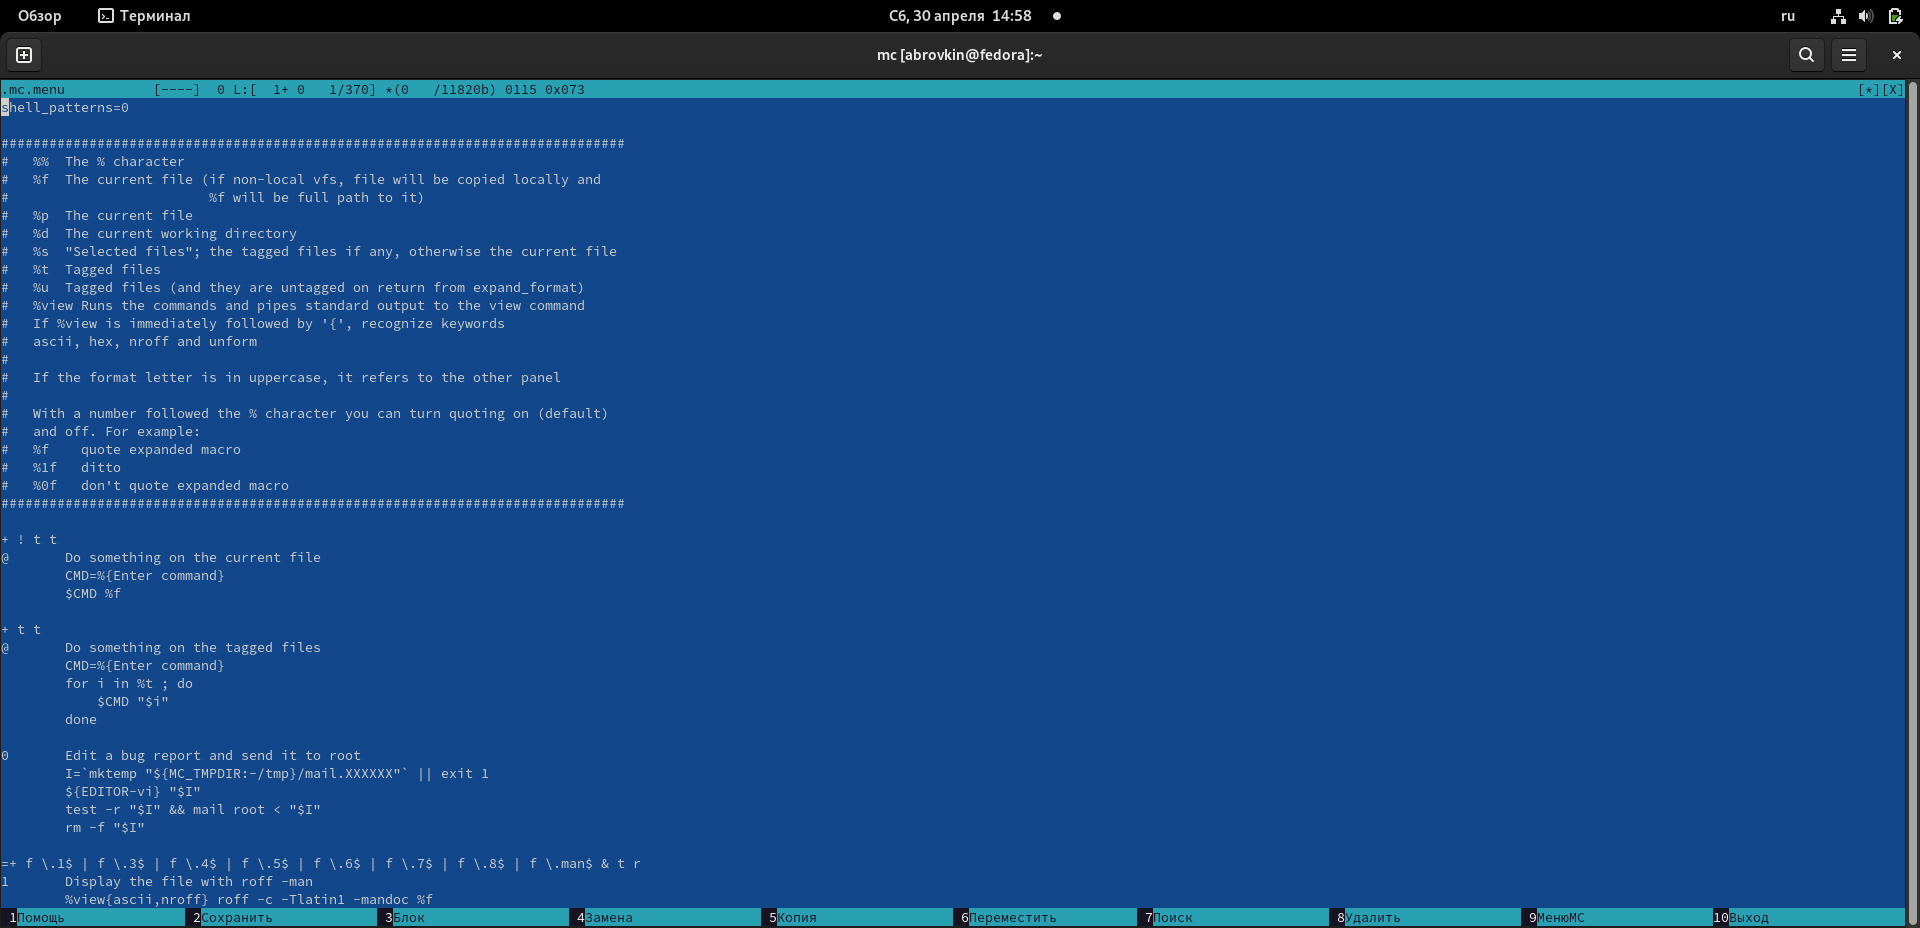 Обзор Терминал Сб, 30 апреля 14:58 ru
mc [abrovkin@fedora]:~
.mc.menu [----] 0 L:[ 1+ 0 1/370] *(0 /11820b) 0115 0x073 [*][X]
shell_patterns=0
##############################################################################
# %% The % character
# %f The current file (if non-local vfs, file will be copied locally and
# %f will be full path to it)
# %p The current file
# %d The current working directory
# %s "Selected files"; the tagged files if any, otherwise the current file
# %t Tagged files
# %u Tagged files (and they are untagged on return from expand_format)
# %view Runs the commands and pipes standard output to the view command
# If %view is immediately followed by '{', recognize keywords
# ascii, hex, nroff and unform
#
# If the format letter is in uppercase, it refers to the other panel
#
# With a number followed the % character you can turn quoting on (default)
# and off. For example:
# %f quote expanded macro
# %1f ditto
# %0f don't quote expanded macro
##############################################################################
+ ! t t
@ Do something on the current file
CMD=%{Enter command}
$CMD %f
+ t t
@ Do something on the tagged files
CMD=%{Enter command}
for i in %t ; do
$CMD "$i"
done
0 Edit a bug report and send it to root
I=`mktemp "${MC_TMPDIR:-/tmp}/mail.XXXXXX"` || exit 1
${EDITOR-vi} "$I"
test -r "$I" && mail root < "$I"
rm -f "$I"
=+ f \.1$ | f \.3$ | f \.4$ | f \.5$ | f \.6$ | f \.7$ | f \.8$ | f \.man$ & t r
1 Display the file with roff -man
%view{ascii,nroff} roff -c -Tlatin1 -mandoc %f
1Помощь 2Сохранить 3Блок 4Замена 5Копия 6Переместить 7Поиск 8Удалить 9МенюMC 10Выход